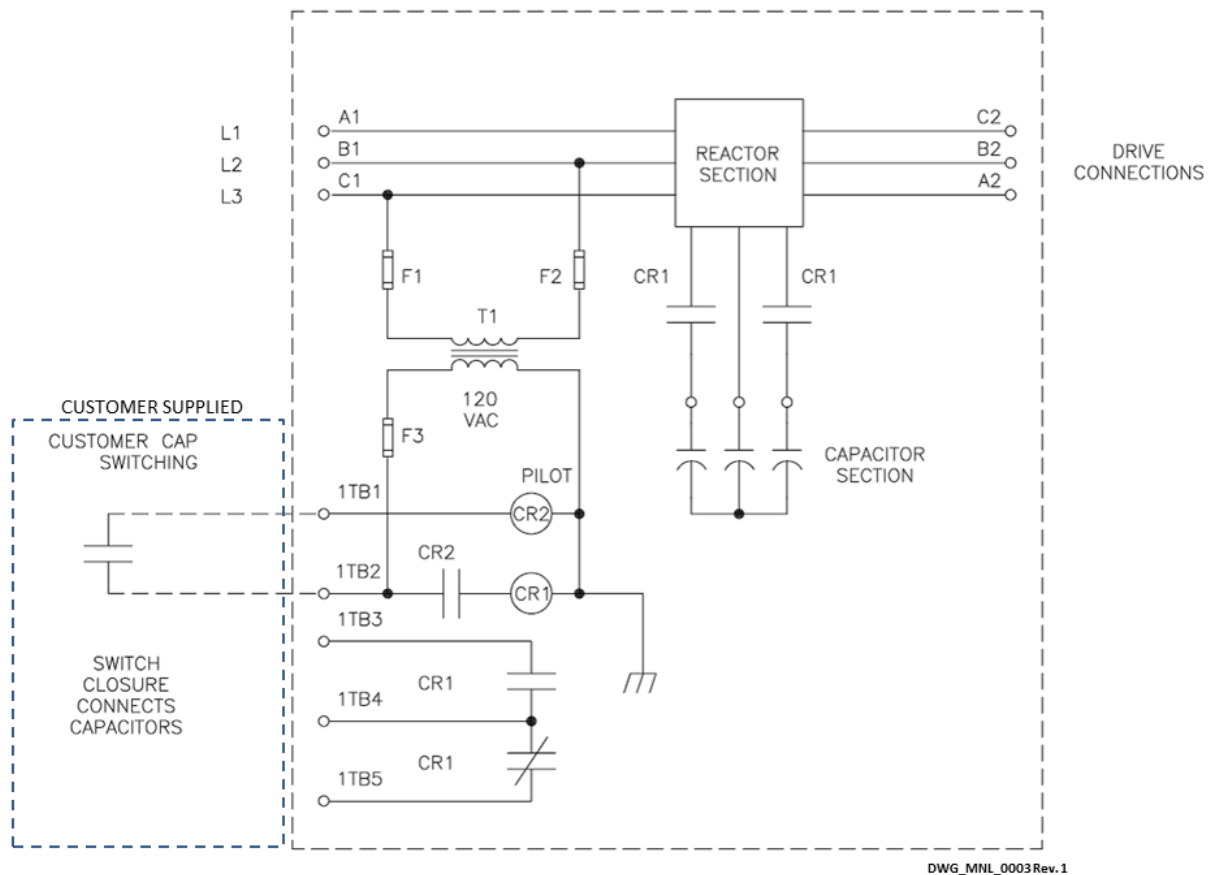 L1
A1
C2
L2
B1
B2
L3
C1
A2
REACTOR
SECTION
DRIVE
CONNECTIONS
F1
F2
CR1
CR1
T1
120
VAC
F3
CUSTOMER SUPPLIED
CUSTOMER CAP
SWITCHING
CAPACITOR
SECTION
PILOT
1TB1
CR2
CR2
1TB2
CR1
1TB3
SWITCH
CLOSURE
CONNECTS
CAPACITORS
CR1
1TB4
CR1
1TB5
DWG_MNL_0003 Rev. 1